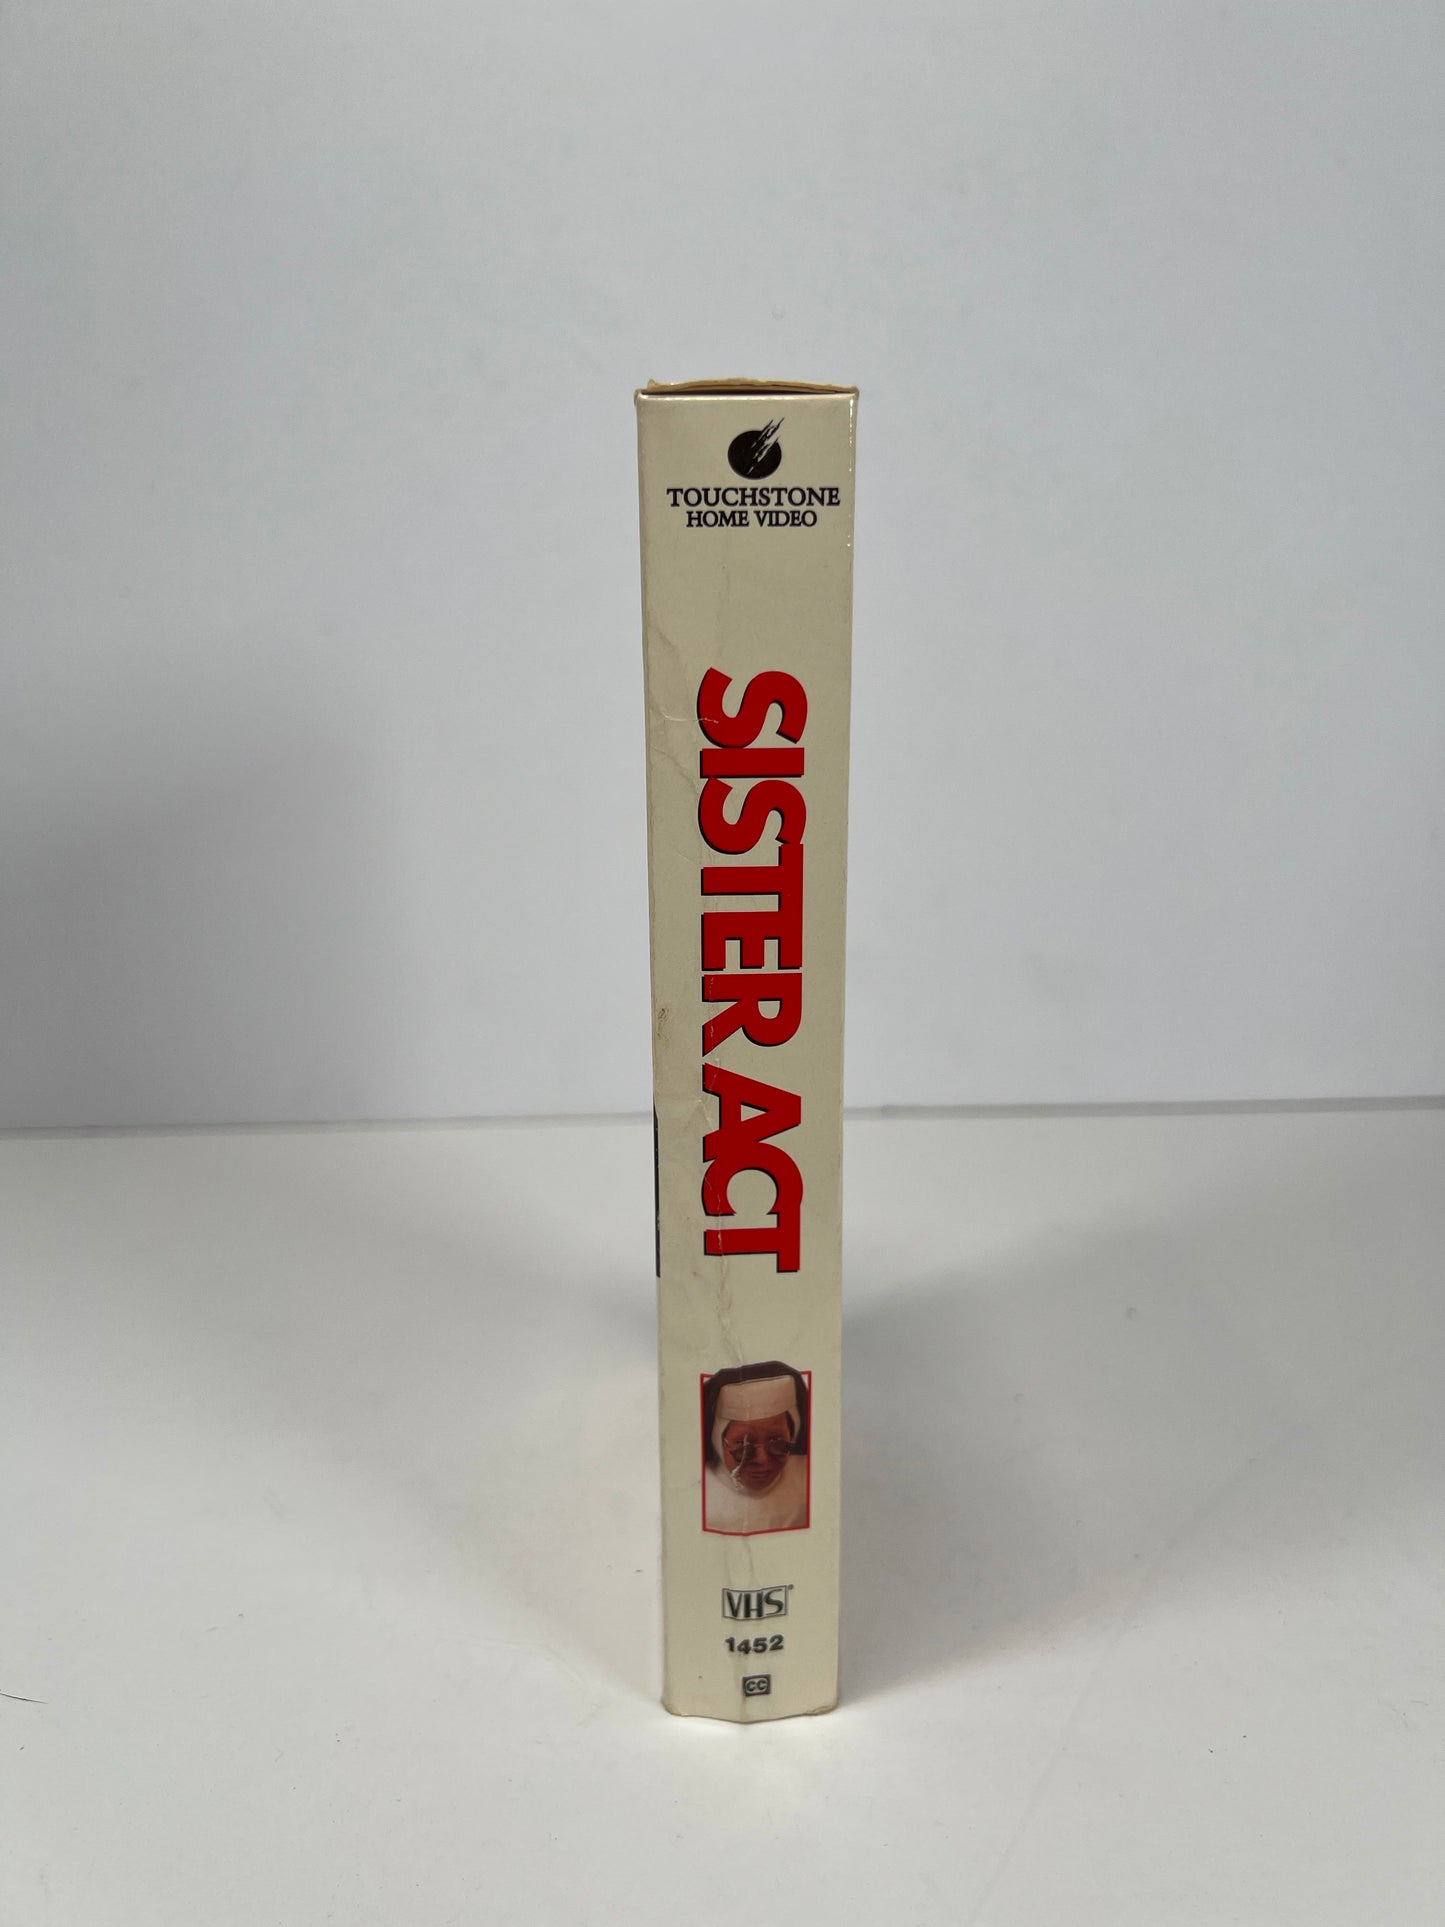 TOUCHSTONE
HOME VIDEO
SISTER ACT
VHS®
1452
CC